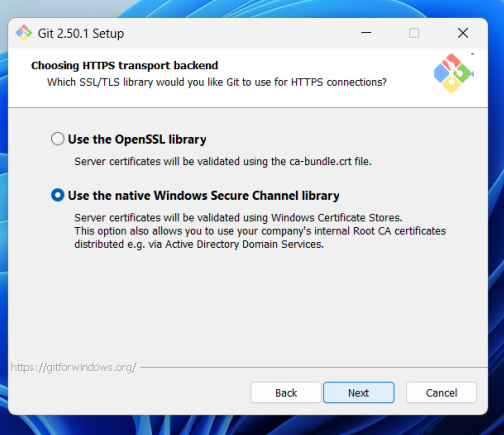 Git 2.50.1 Setup
Choosing HTTPS transport backend
Which SSL/TLS library would you like Git to use for HTTPS connections?
Use the OpenSSL library
Server certificates will be validated using the ca-bundle.crt file.
Use the native Windows Secure Channel library
Server certificates will be validated using Windows Certificate Stores.
This option also allows you to use your company's internal Root CA certificates
distributed e.g. via Active Directory Domain Services.
https://gitforwindows.org/
Back Next Cancel